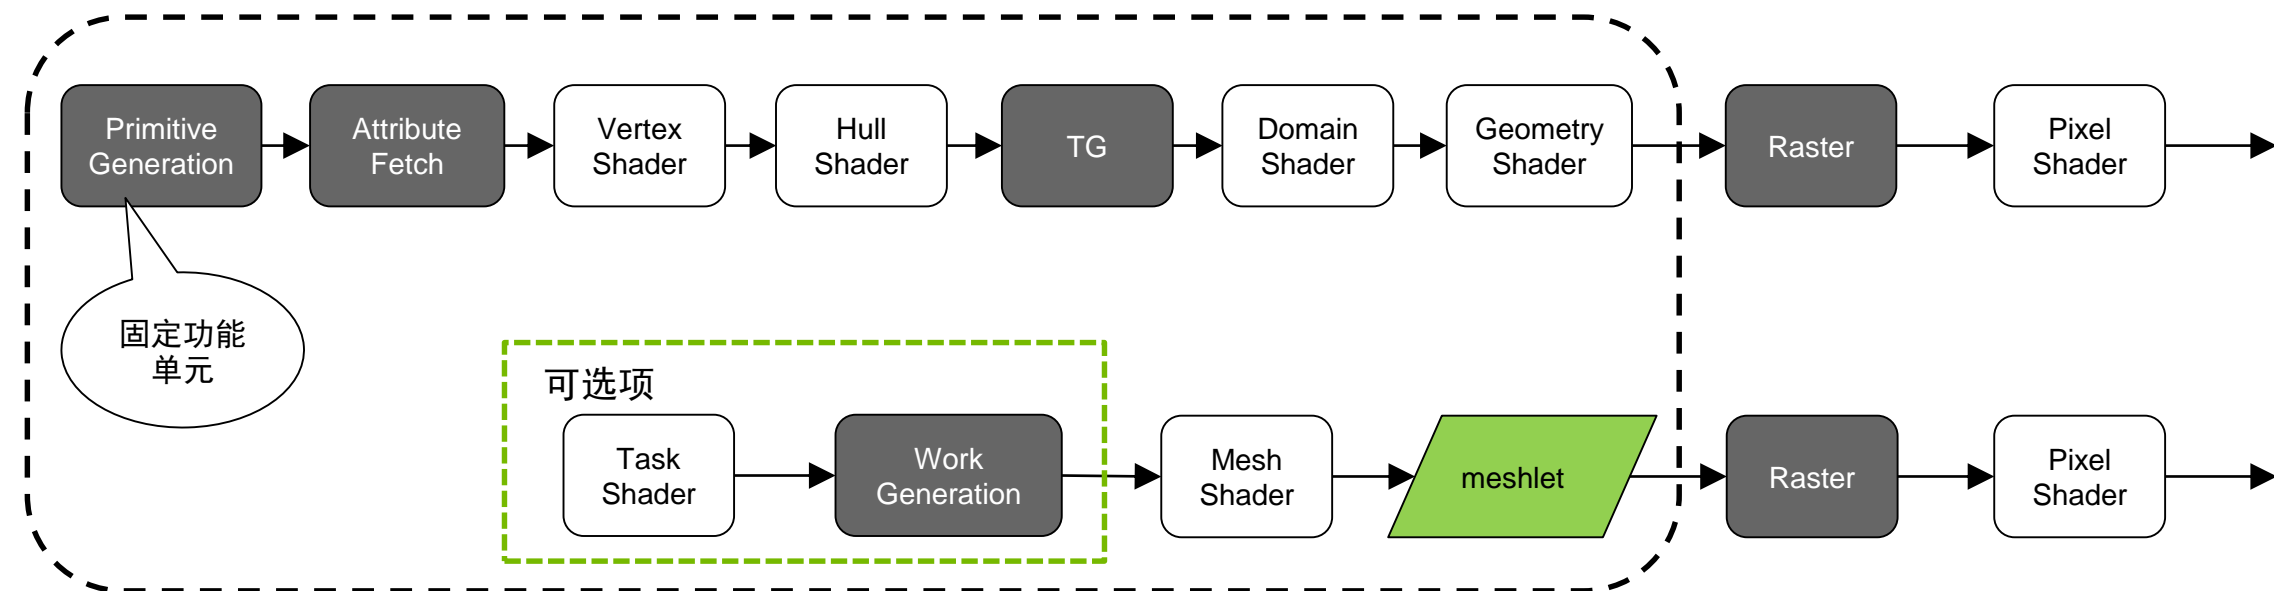 Primitive
Generation
Attribute
Fetch
Vertex
Shader
Hull
Shader
TG
Domain
Shader
Geometry
Shader
Raster
Pixel
Shader
固定功能
单元
可选项
Task
Shader
Work
Generation
Mesh
Shader
meshlet
Raster
Pixel
Shader